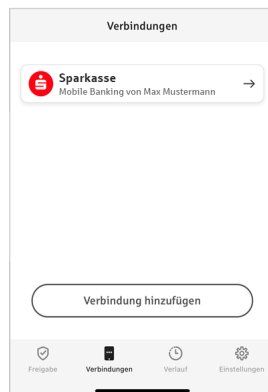 Verbindungen
Sparkasse
Mobile Banking von Max Mustermann
Verbindung hinzufügen
Freigabe Verbindungen Verlauf Einstellungen